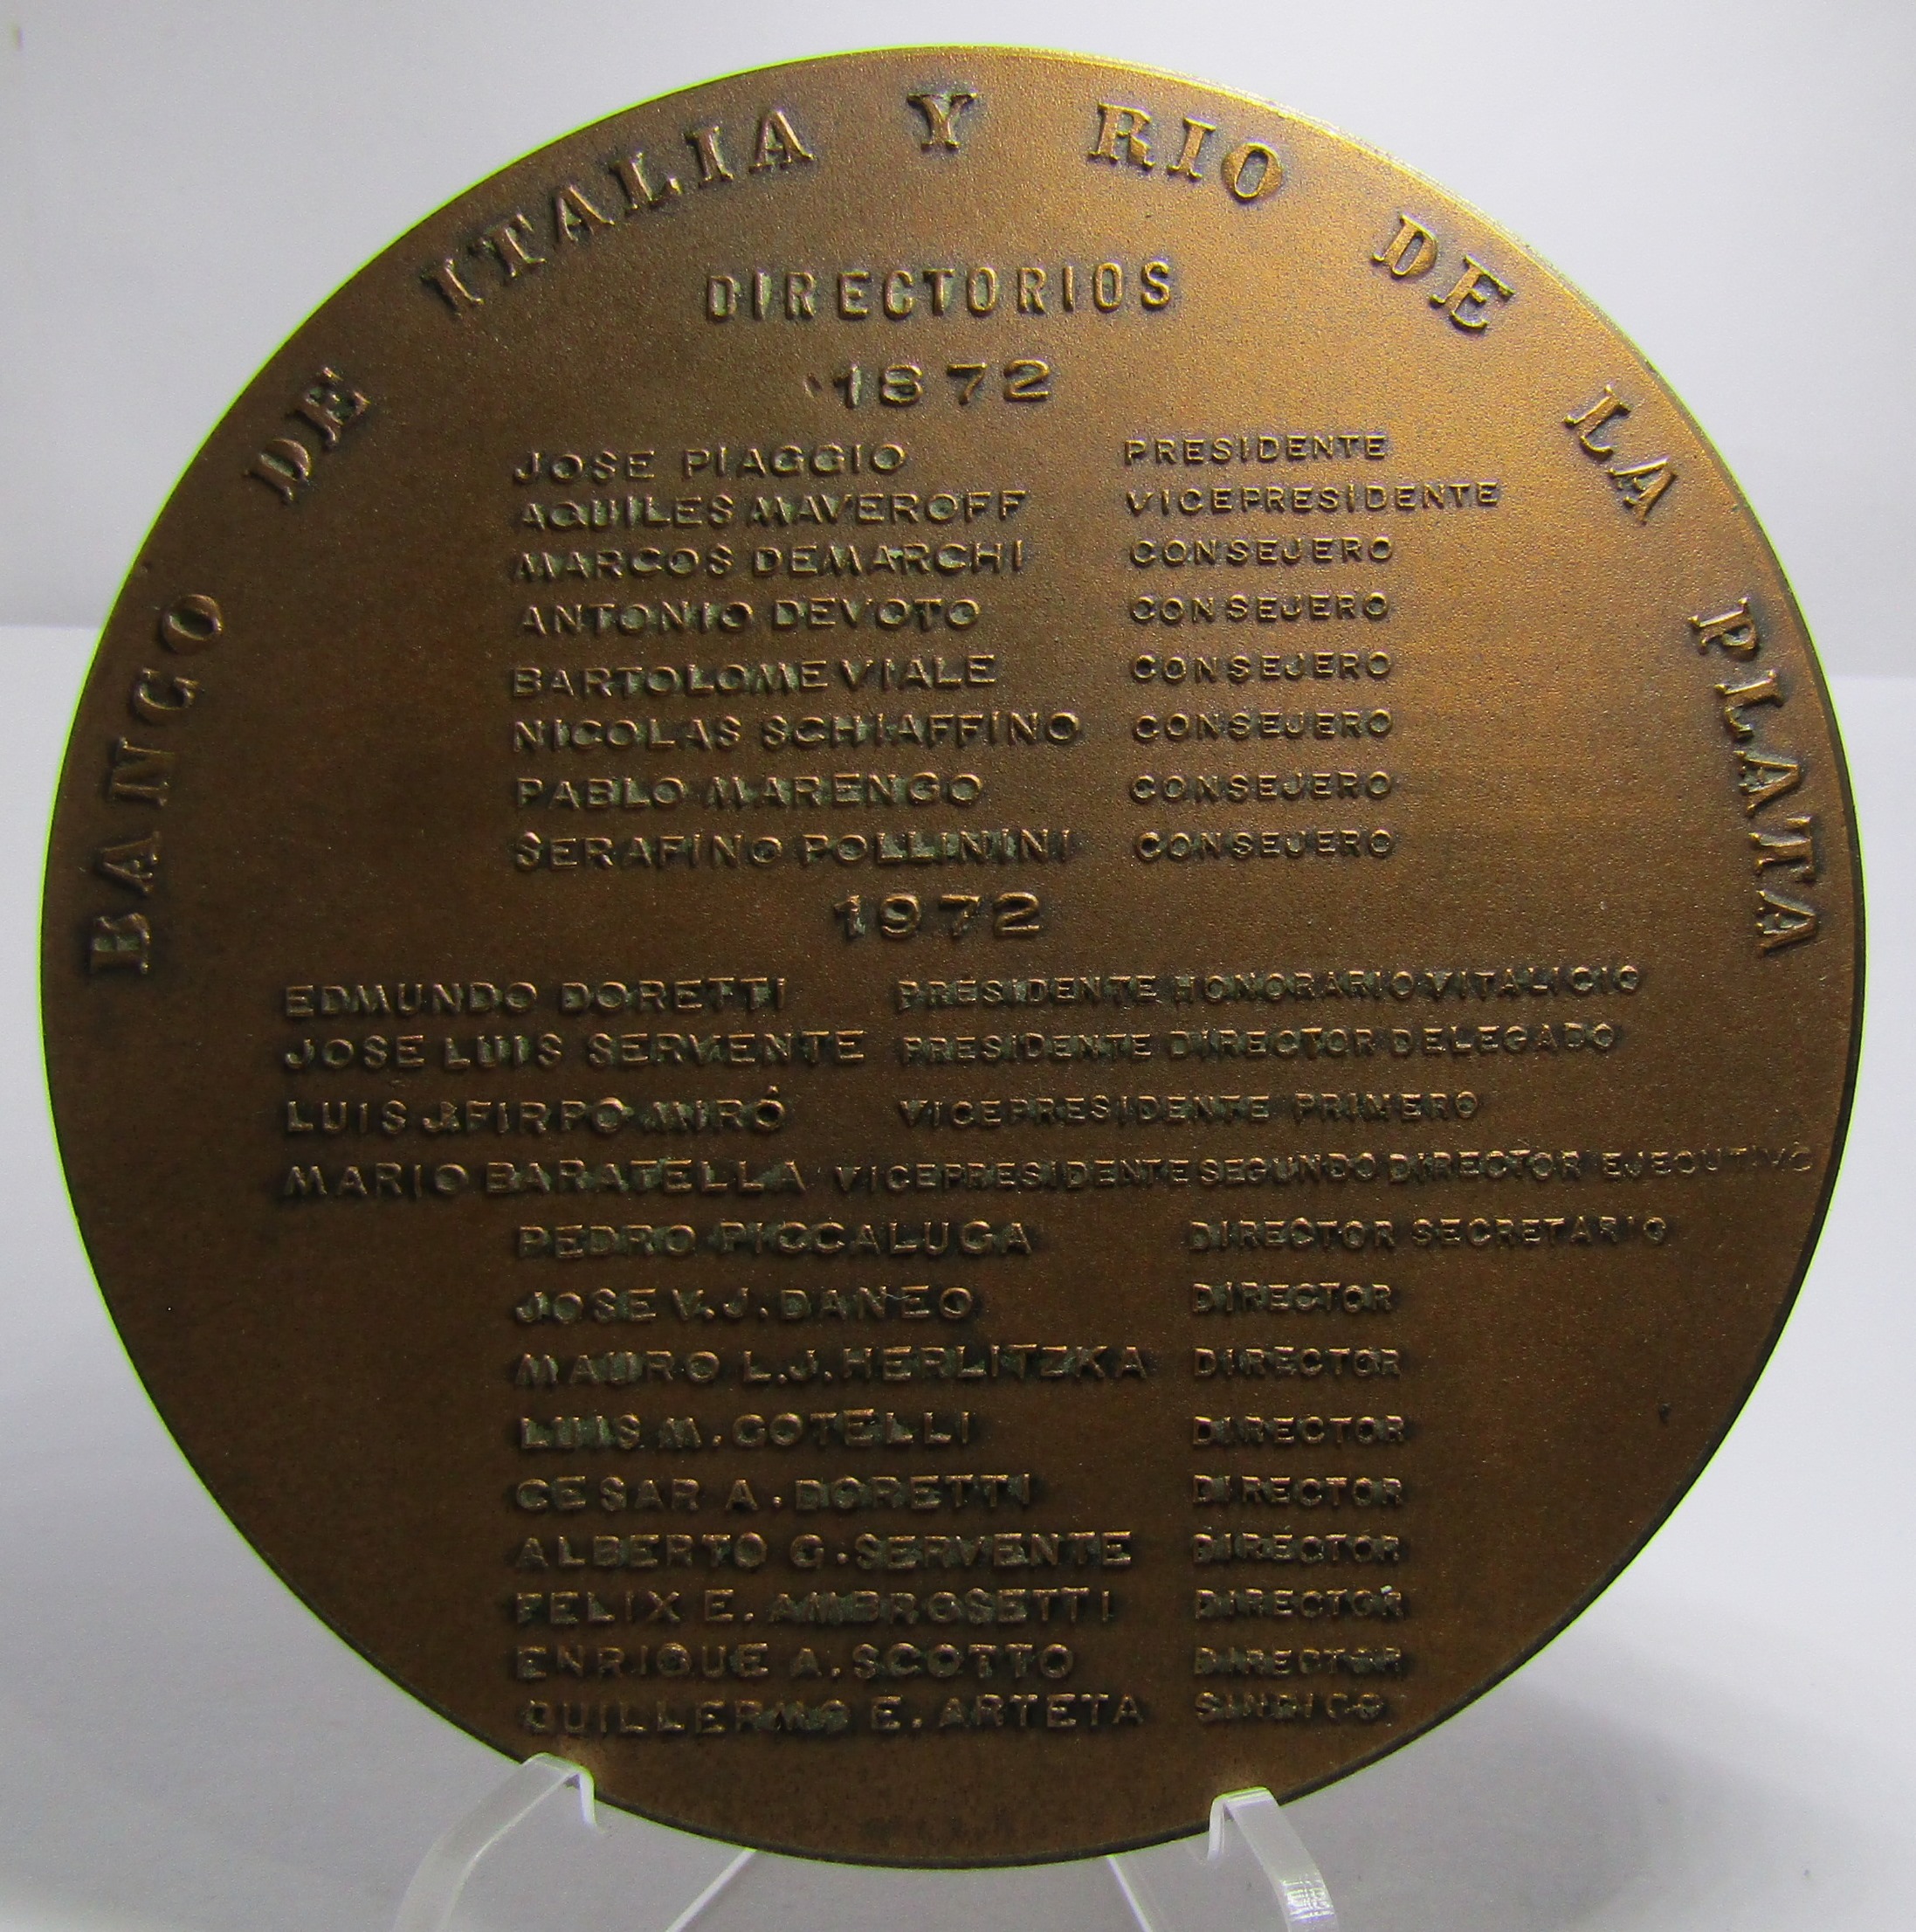 BANCO DE ITALIA Y RIO DE LA PLATA
DIRECTORIOS
1872
JOSE PIAGGIO PRESIDENTE
AQUILES MAVEROFF VICEPRESIDENTE
MARCOS DEMARCHI CONSEJERO
ANTONIO DEVOTO CONSEJERO
BARTOLOME VIALE CONSEJERO
NICOLAS SCHIAFFINO CONSEJERO
PABLO MARENGO CONSEJERO
SERAFINO POLLININI CONSEJERO
1972
EDMUNDO DORETTI PRESIDENTE HONORARIO VITALICIO
JOSE LUIS SERVENTE PRESIDENTE DIRECTOR DELEGADO
LUIS J. FIRPO MIRÓ VICEPRESIDENTE PRIMERO
MARIO BARATELLA VICEPRESIDENTE SEGUNDO DIRECTOR EJECUTIVO
PEDRO PICCALUGA DIRECTOR SECRETARIO
JOSE V. J. DANEO DIRECTOR
MAURO L. J. HERLITZKA DIRECTOR
LUIS M. GOTELLI DIRECTOR
CESAR A. DORETTI DIRECTOR
ALBERTO G. SERVENTE DIRECTOR
FELIX E. AMBROSETTI DIRECTOR
ENRIQUE A. SCOTTO DIRECTOR
GUILLERMO E. ARTETA SINDICO